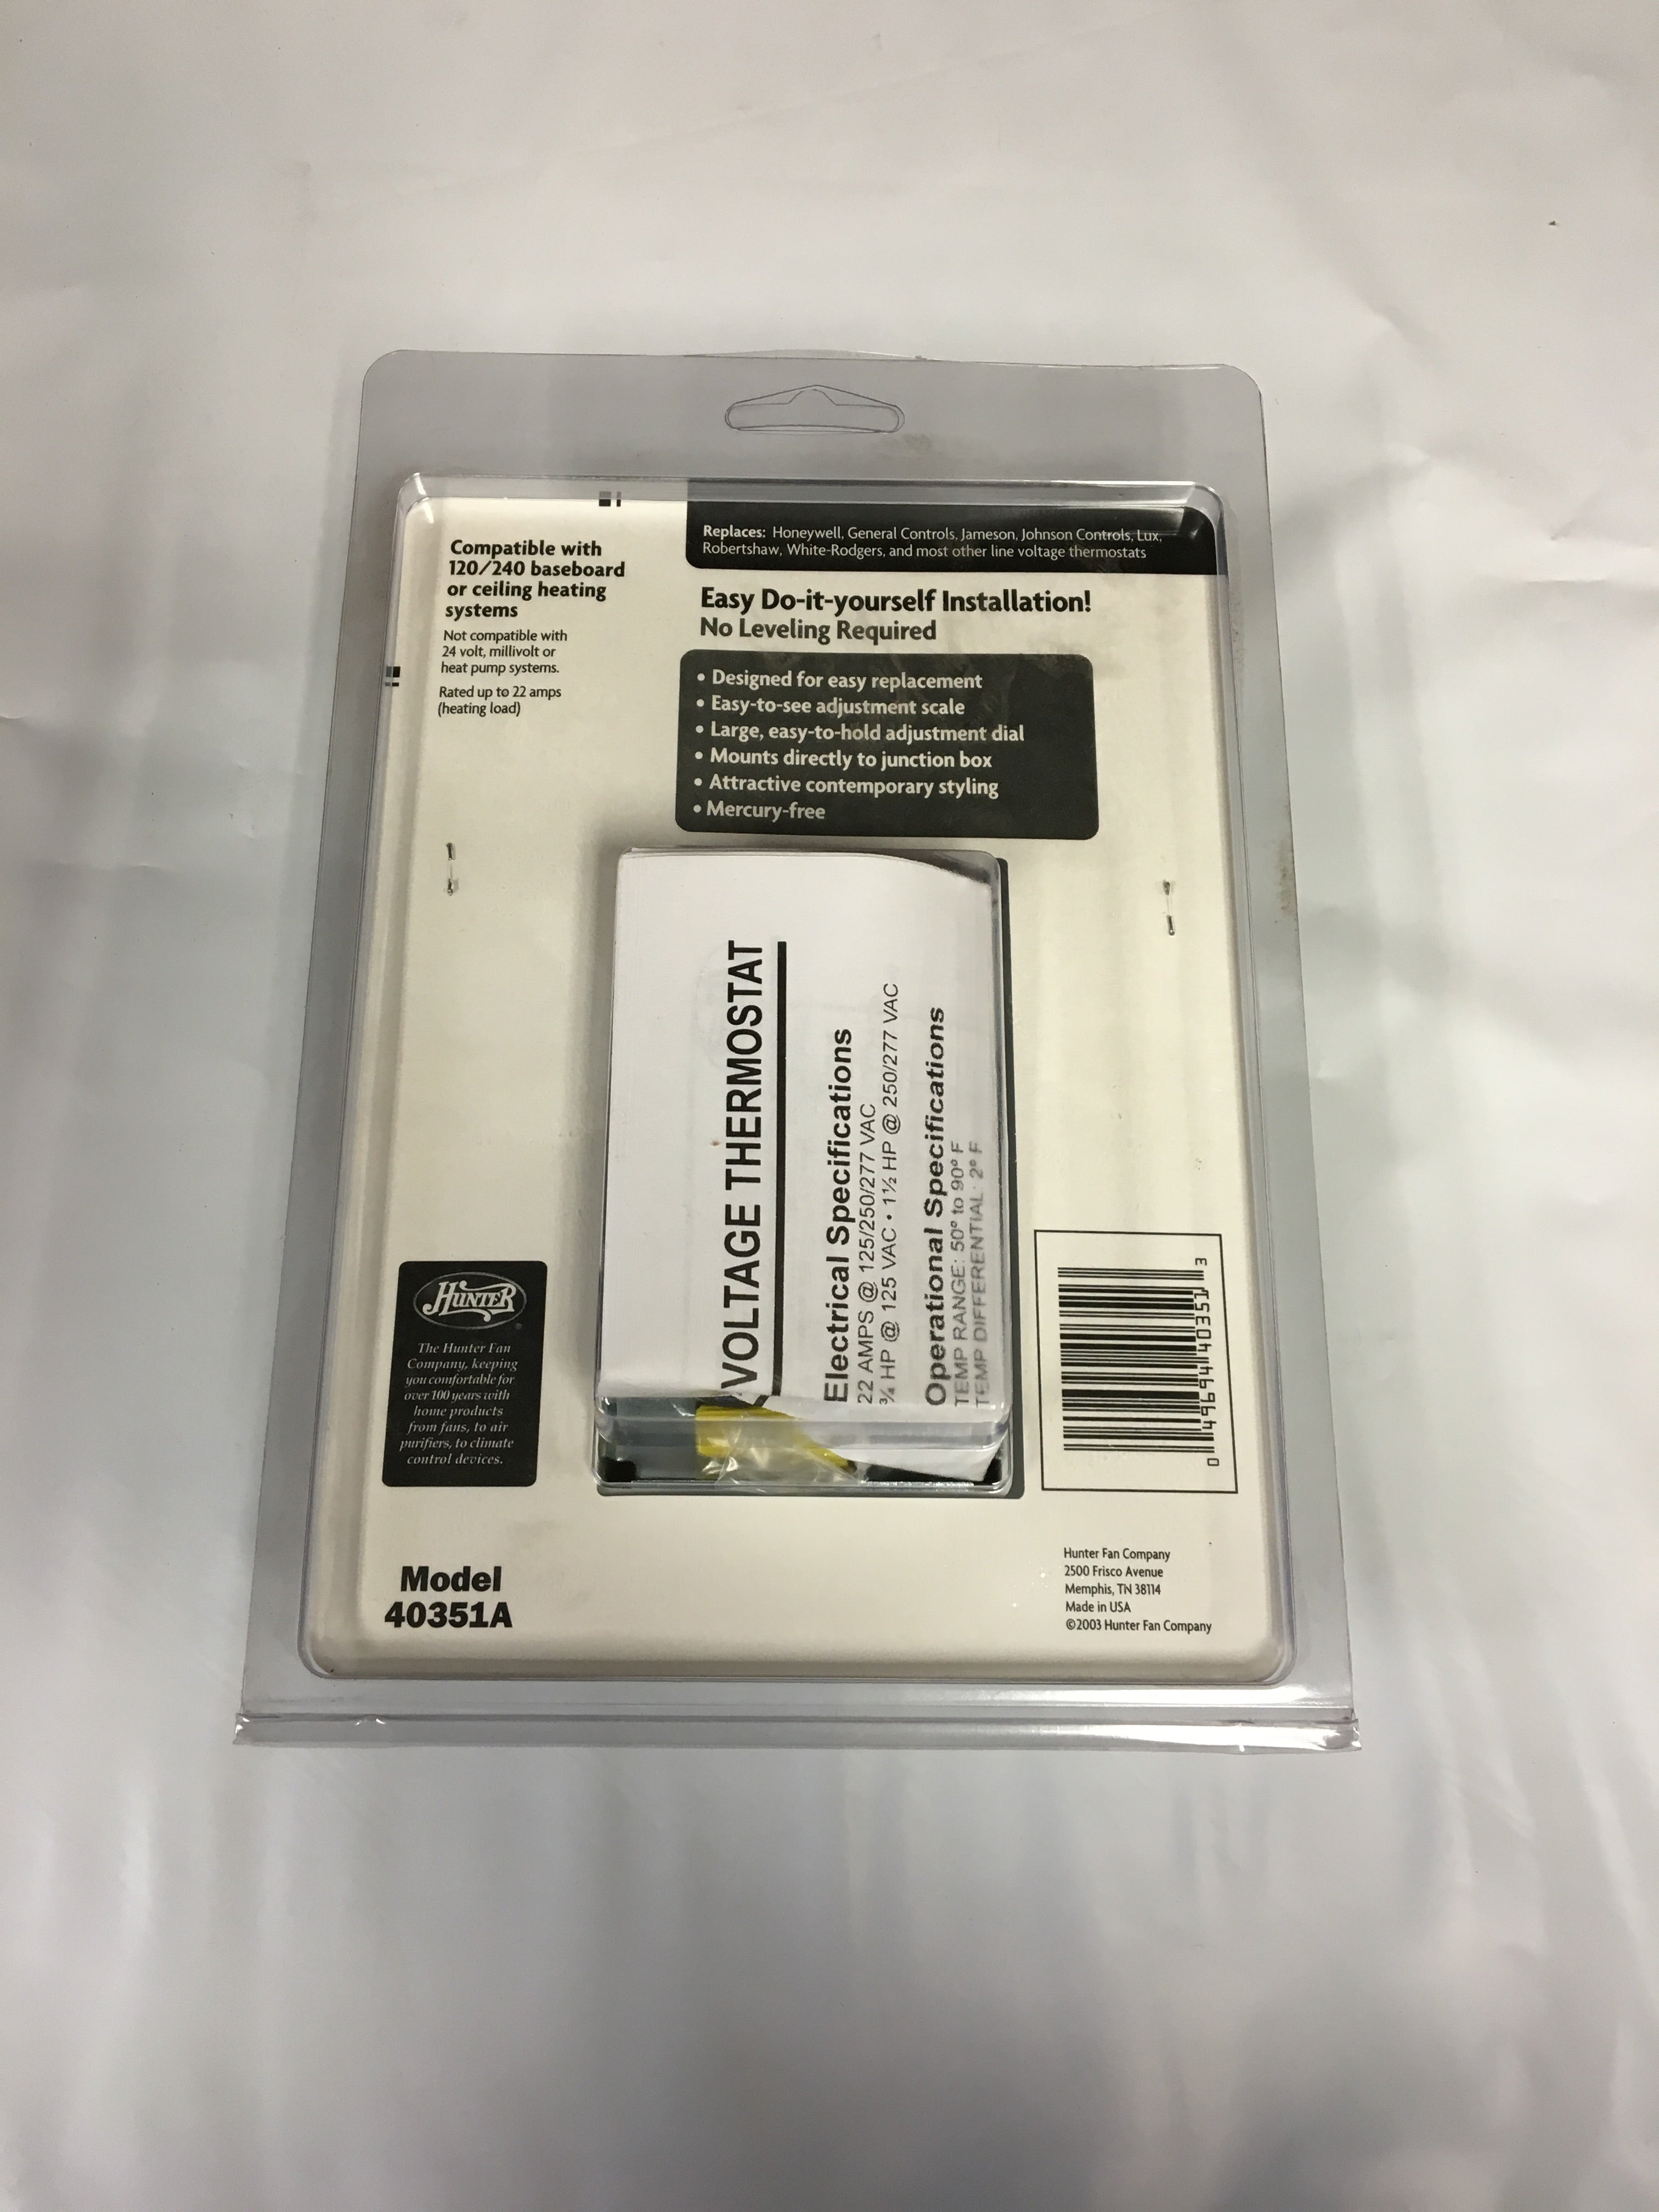 Replaces: Honeywell, General Controls, Jameson, Johnson Controls, Lux,
Robertshaw, White-Rodgers, and most other line voltage thermostats
Compatible with
120/240 baseboard
or ceiling heating
systems
Not compatible with
24 volt, millivolt or
heat pump systems.
Rated up to 22 amps
(heating load)
Easy Do-it-yourself Installation!
No Leveling Required
• Designed for easy replacement
• Easy-to-see adjustment scale
• Large, easy-to-hold adjustment dial
• Mounts directly to junction box
• Attractive contemporary styling
• Mercury-free
VOLTAGE THERMOSTAT
Electrical Specifications
22 AMPS @ 125/250/277 VAC
¾ HP @ 125 VAC • 1½ HP @ 250/277 VAC
Operational Specifications
TEMP RANGE: 50° to 90° F
TEMP DIFFERENTIAL: 2° F
HUNTER®
The Hunter Fan
Company, keeping
you comfortable for
over 100 years with
home products
from fans, to air
purifiers, to climate
control devices.
Model
40351A
Hunter Fan Company
2500 Frisco Avenue
Memphis, TN 38114
Made in USA
©2003 Hunter Fan Company